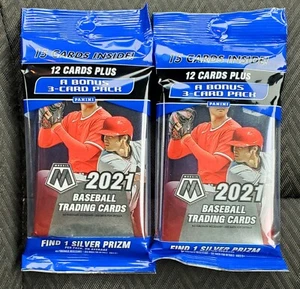 15 CARDS INSIDE!
12 CARDS PLUS
A BONUS
3-CARD PACK
PANINI
MOSAIC
M 2021
BASEBALL
TRADING CARDS
FIND 1 SILVER PRIZM
15 CARDS INSIDE!
12 CARDS PLUS
A BONUS
3-CARD PACK
PANINI
MOSAIC
M 2021
BASEBALL
TRADING CARDS
FIND 1 SILVER PRIZM